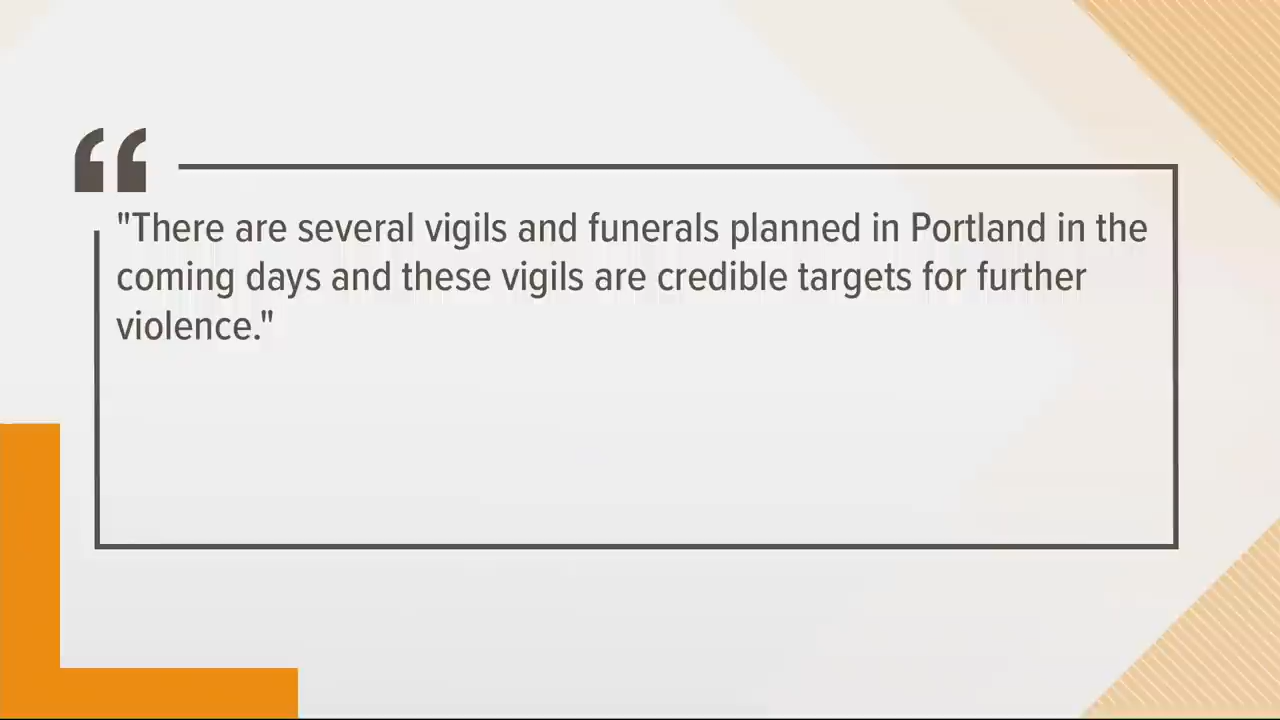 "There are several vigils and funerals planned in Portland in the
coming days and these vigils are credible targets for further
violence."